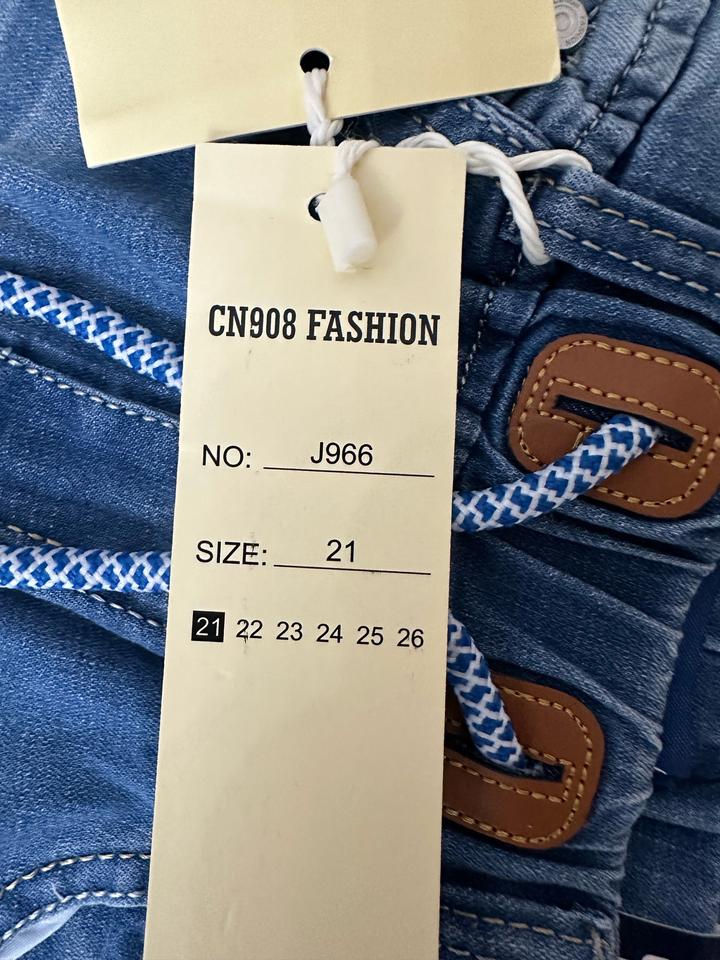 CN908 FASHION
NO: J966
SIZE: 21
21 22 23 24 25 26